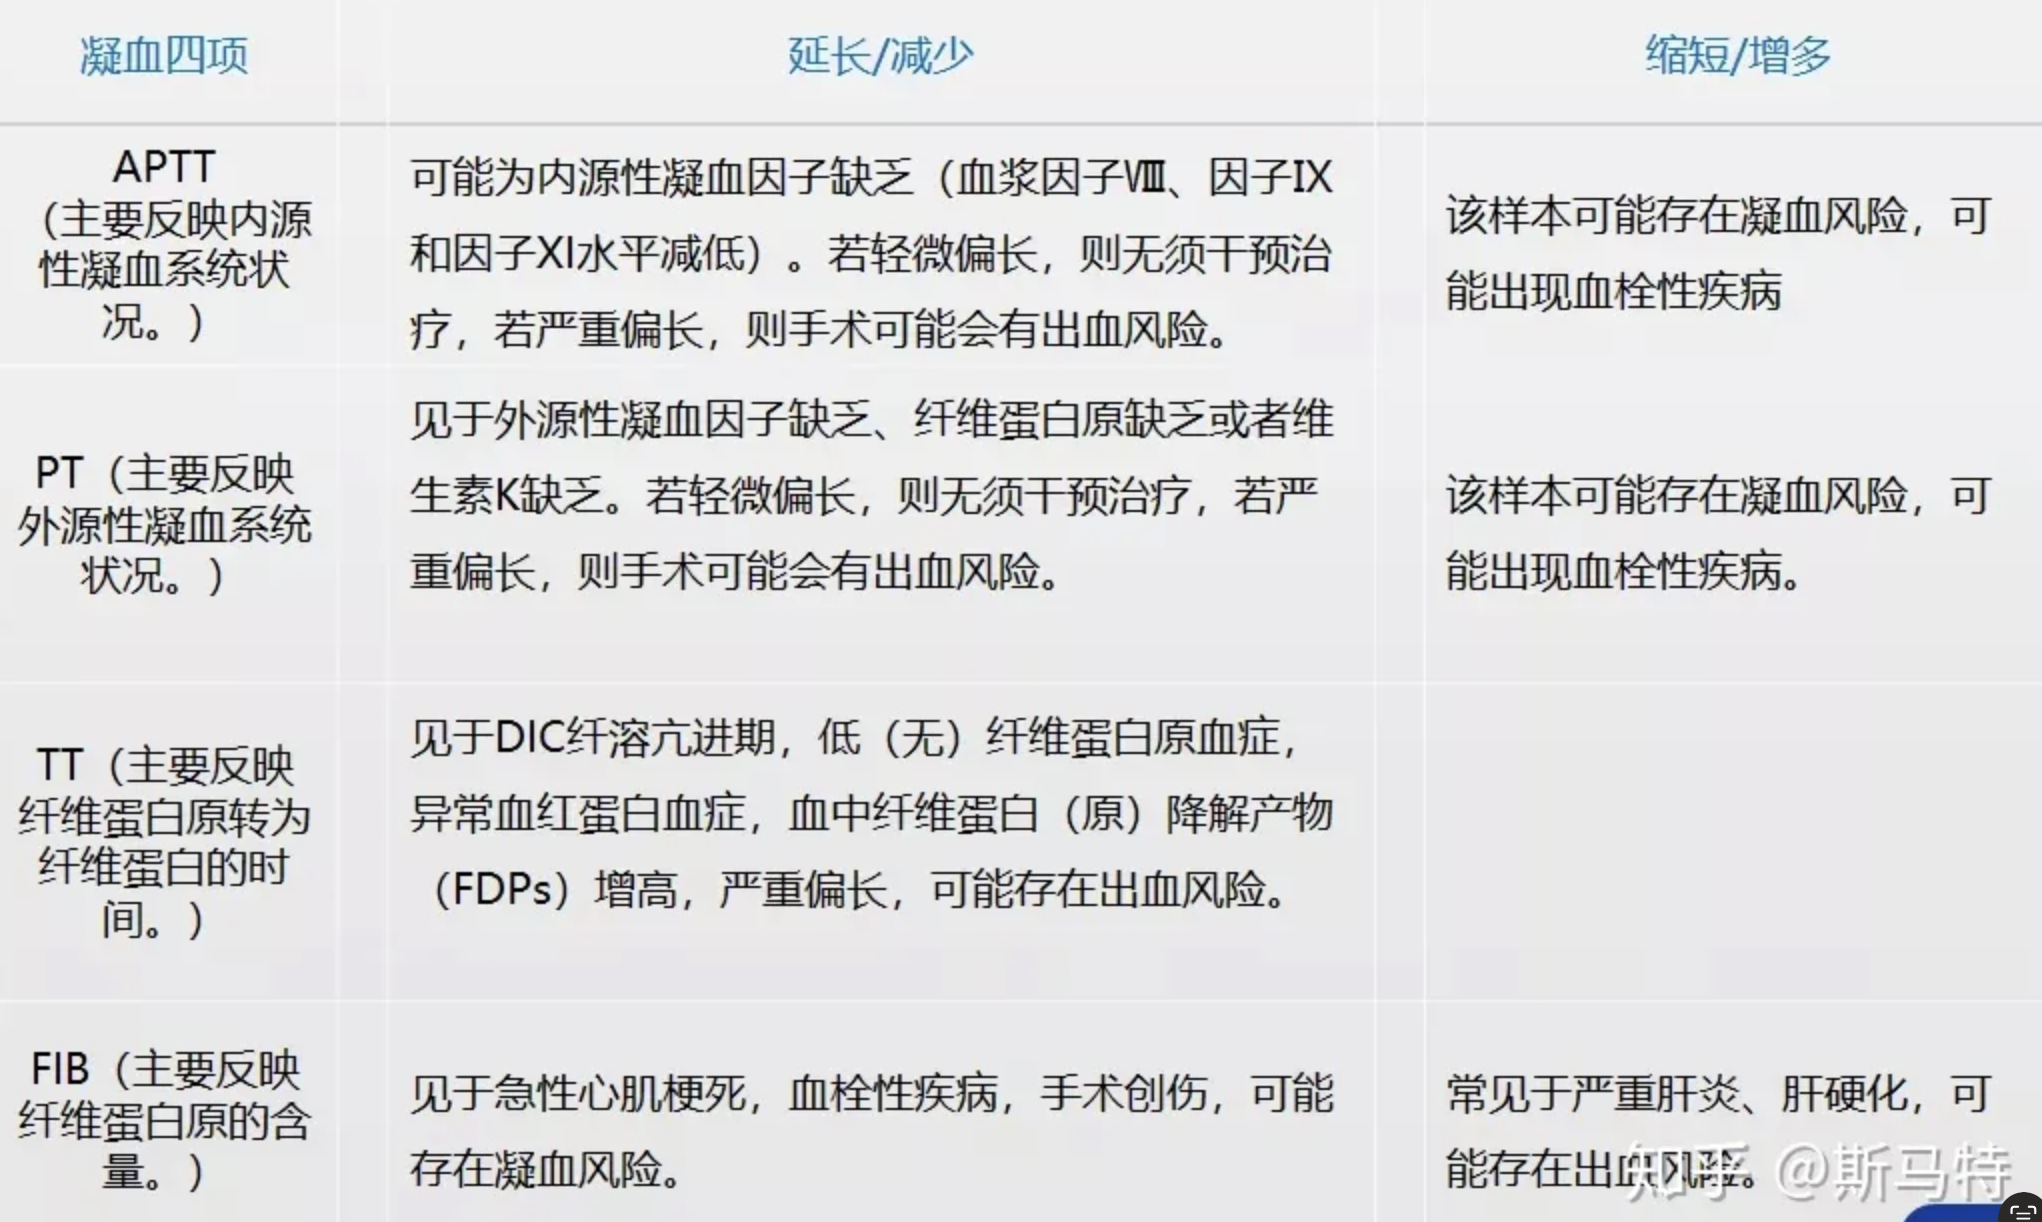 凝血四项
延长/减少
缩短/增多
APTT
（主要反映内源
性凝血系统状
况。）
可能为内源性凝血因子缺乏（血浆因子Ⅷ、因子IX
和因子XI水平减低）。若轻微偏长，则无须干预治
疗，若严重偏长，则手术可能会有出血风险。
该样本可能存在凝血风险，可
能出现血栓性疾病
PT（主要反映
外源性凝血系统
状况。）
见于外源性凝血因子缺乏、纤维蛋白原缺乏或者维
生素K缺乏。若轻微偏长，则无须干预治疗，若严
重偏长，则手术可能会有出血风险。
该样本可能存在凝血风险，可
能出现血栓性疾病。
TT（主要反映
纤维蛋白原转为
纤维蛋白的时
间。）
见于DIC纤溶亢进期，低（无）纤维蛋白原血症，
异常血红蛋白血症，血中纤维蛋白（原）降解产物
（FDPs）增高，严重偏长，可能存在出血风险。
FIB（主要反映
纤维蛋白原的含
量。）
见于急性心肌梗死，血栓性疾病，手术创伤，可能
存在凝血风险。
常见于严重肝炎、肝硬化，可
能存在出血风险。
知乎 @斯马特